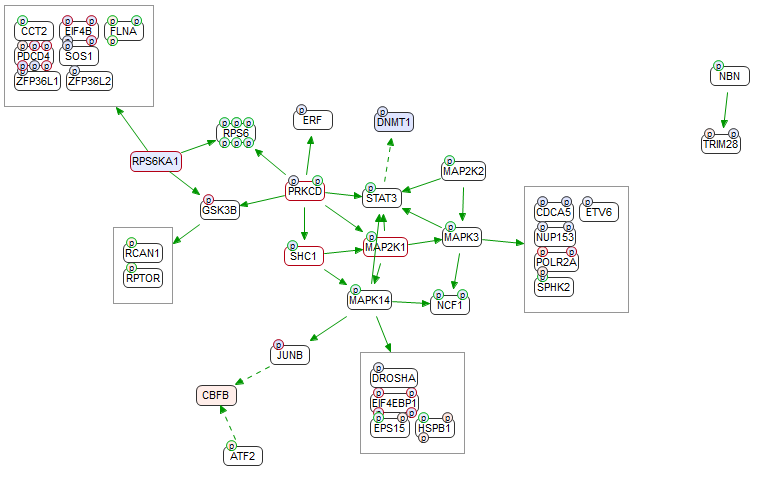 CCT2 EIF4B FLNA
PDCD4 SOS1
ZFP36L1 ZFP36L2
NBN
TRIM28
RPS6 ERF DNMT1
RPS6KA1
MAP2K2
PRKCD STAT3
GSK3B
CDCA5 ETV6
NUP153
POLR2A
SPHK2
MAPK3
MAP2K1
SHC1
RCAN1
RPTOR
MAPK14 NCF1
JUNB
DROSHA
EIF4EBP1
EPS15 HSPB1
CBFB
ATF2